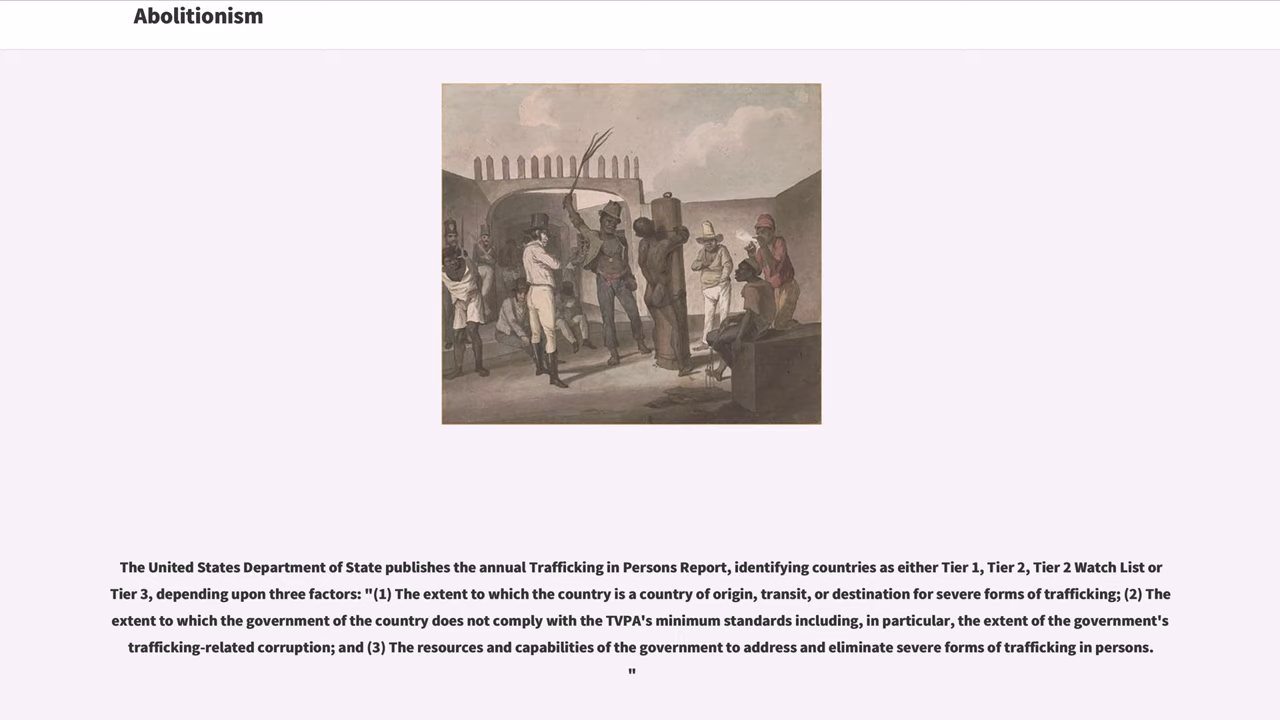 Abolitionism
The United States Department of State publishes the annual Trafficking in Persons Report, identifying countries as either Tier 1, Tier 2, Tier 2 Watch List or
Tier 3, depending upon three factors: "(1) The extent to which the country is a country of origin, transit, or destination for severe forms of trafficking; (2) The
extent to which the government of the country does not comply with the TVPA's minimum standards including, in particular, the extent of the government's
trafficking-related corruption; and (3) The resources and capabilities of the government to address and eliminate severe forms of trafficking in persons.
"